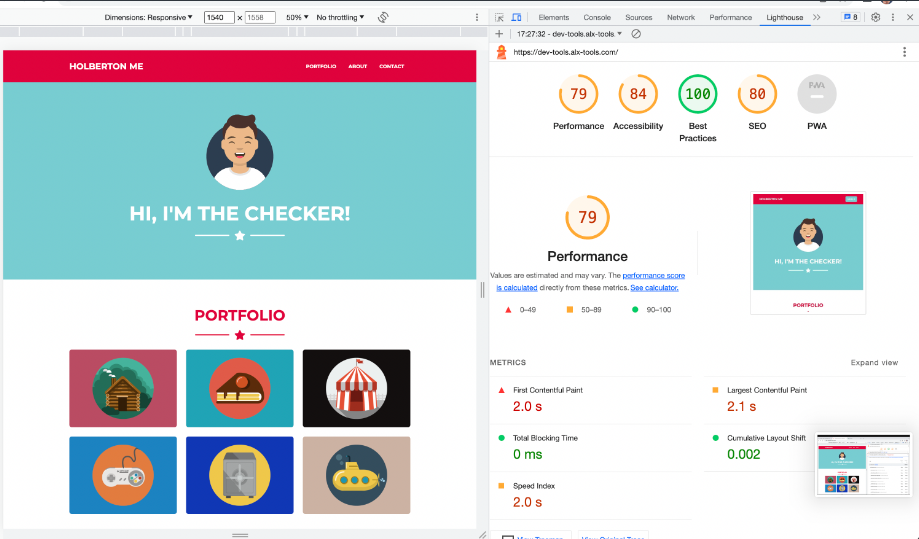 Dimensions: Responsive ▼ 1540 × 1558 50% ▼ No throttling ▼
Elements Console Sources Network Performance Lighthouse 8
17:27:32 - dev-tools.alx-tools.
https://dev-tools.alx-tools.com/
HOLBERTON ME
PORTFOLIO ABOUT CONTACT
HI, I'M THE CHECKER!
PORTFOLIO
79 84 100 80 PWA
Performance Accessibility Best Practices SEO PWA
79
Performance
Values are estimated and may vary. The performance score
is calculated directly from these metrics. See calculator.
0–49 50–89 90–100
HOLBERTON ME
HI, I'M THE CHECKER!
PORTFOLIO
METRICS Expand view
First Contentful Paint
2.0 s
Largest Contentful Paint
2.1 s
Total Blocking Time
0 ms
Cumulative Layout Shift
0.002
Speed Index
2.0 s
View Treemap View Original Trace